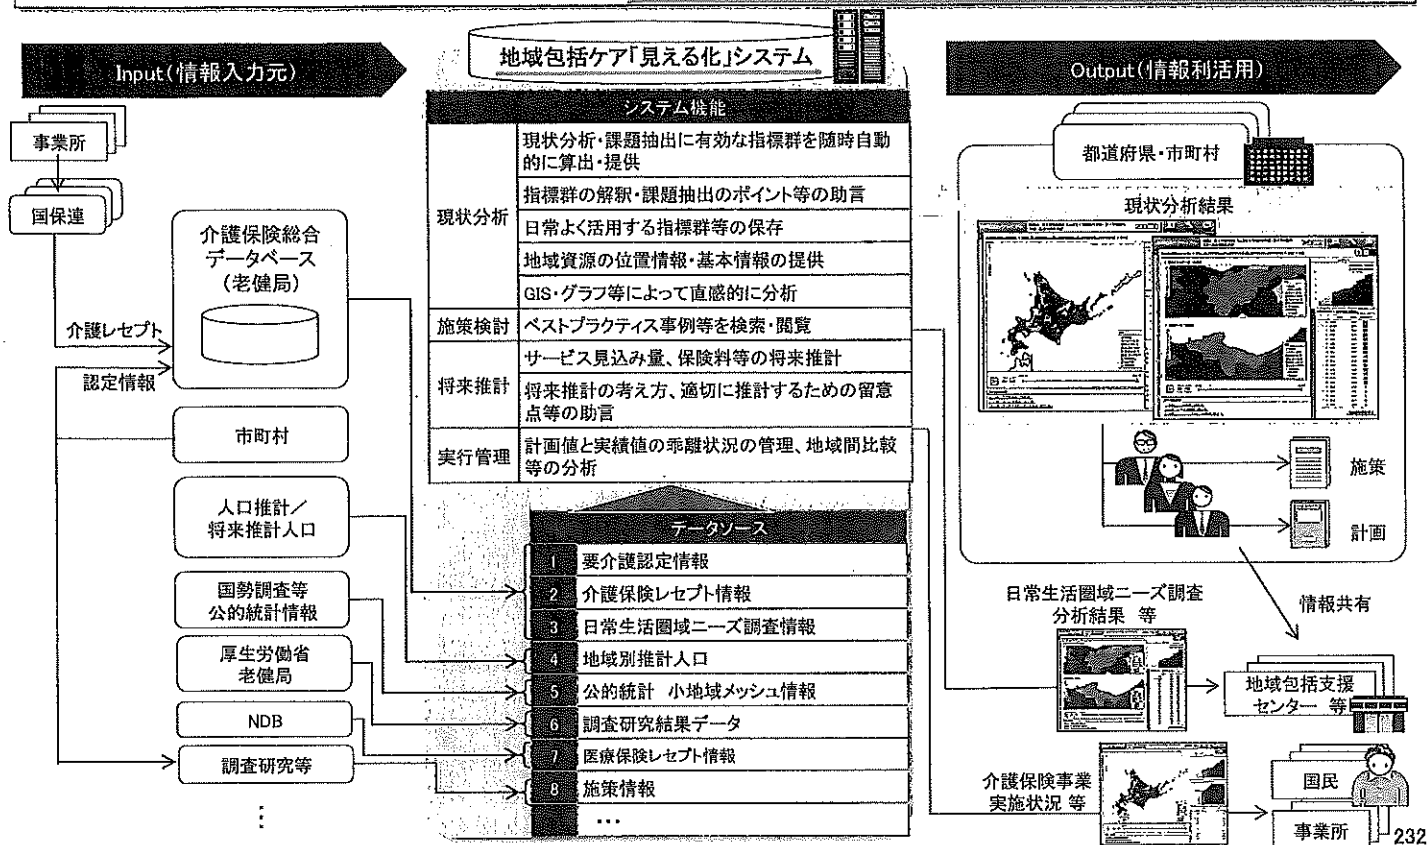 Input(情報入力元)
事業所
国保連
介護レセプト
認定情報
介護保険総合
データベース
(老健局)
市町村
人口推計／
将来推計人口
国勢調査等
公的統計情報
厚生労働省
老健局
NDB
調査研究等
⋮
地域包括ケア「見える化」システム
システム機能
現状分析
現状分析・課題抽出に有効な指標群を随時自動
的に算出・提供
指標群の解釈・課題抽出のポイント等の助言
日常よく活用する指標群等の保存
地域資源の位置情報・基本情報の提供
GIS・グラフ等によって直感的に分析
施策検討
ベストプラクティス事例等を検索・閲覧
将来推計
サービス見込み量、保険料等の将来推計
将来推計の考え方、適切に推計するための留意
点等の助言
実行管理
計画値と実績値の乖離状況の管理、地域間比較
等の分析
データソース
1 要介護認定情報
2 介護保険レセプト情報
3 日常生活圏域ニーズ調査情報
4 地域別推計人口
5 公的統計 小地域メッシュ情報
6 調査研究結果データ
7 医療保険レセプト情報
8 施策情報
…
Output(情報利活用)
都道府県・市町村
現状分析結果
施策
計画
情報共有
日常生活圏域ニーズ調査
分析結果 等
地域包括支援
センター 等
介護保険事業
実施状況 等
国民
事業所
232